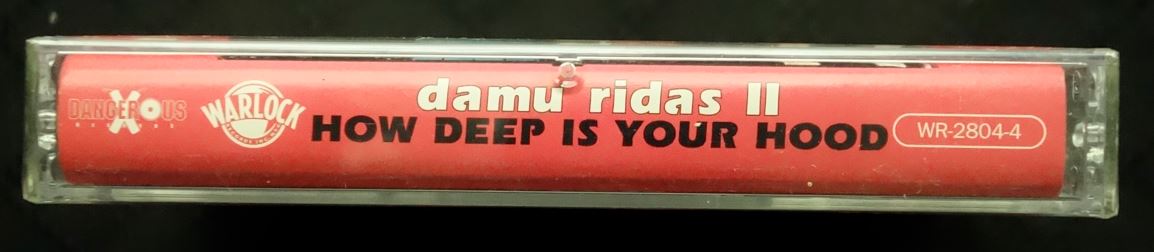 DANGEROUS
RECORDS
WARLOCK
damu ridas II
HOW DEEP IS YOUR HOOD
WR-2804-4